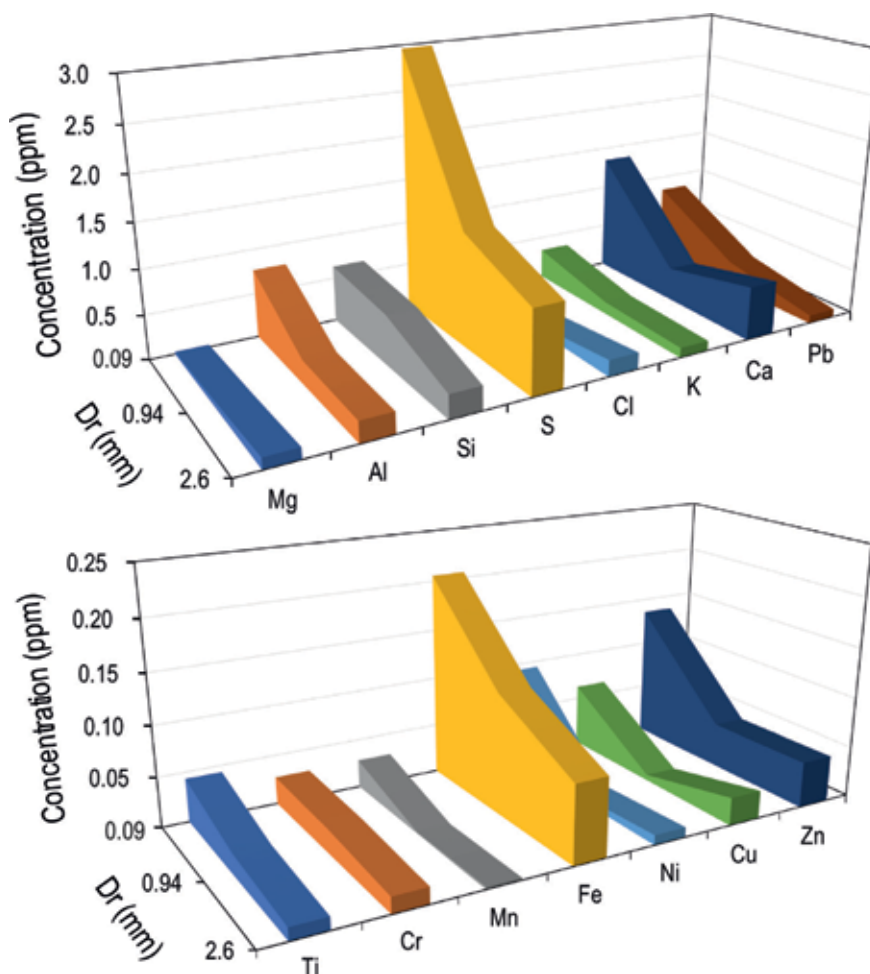 Concentration (ppm)
3.0
2.5
2.0
1.5
1.0
0.5
0.09
0.94
2.6
Dr (mm)
Mg
Al
Si
S
Cl
K
Ca
Pb
Concentration (ppm)
0.25
0.20
0.15
0.10
0.05
0.09
0.94
2.6
Dr (mm)
Ti
Cr
Mn
Fe
Ni
Cu
Zn